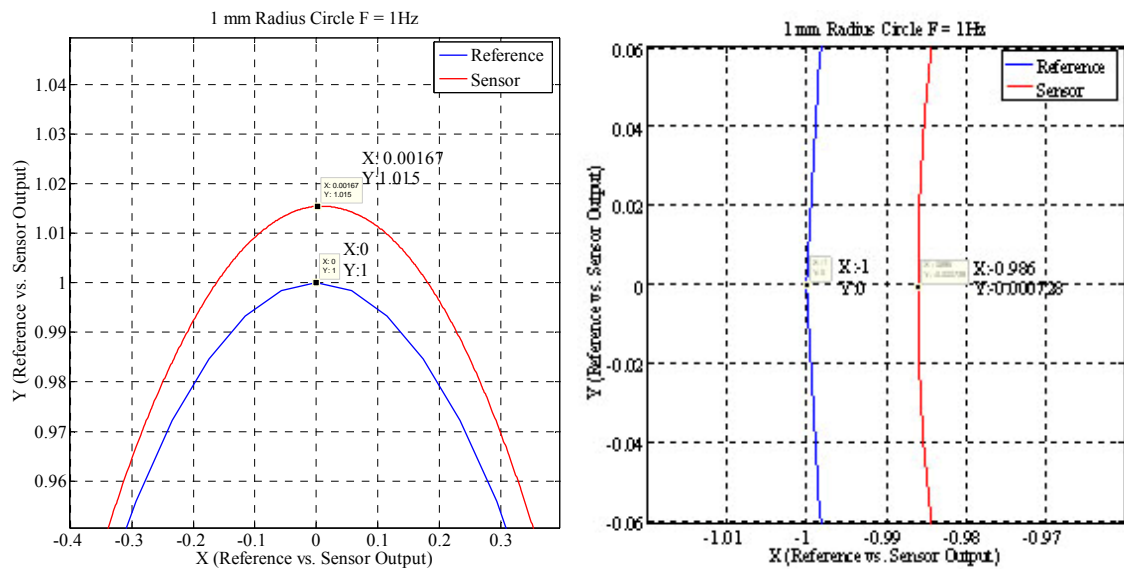 1 mm Radius Circle F = 1Hz
Reference
Sensor
Y (Reference vs. Sensor Output)
1.04
1.03
1.02
1.01
1
0.99
0.98
0.97
0.96
X: 0.00167
Y:1.015
X: 0.00167
Y: 1.015
X:0
Y:1
X: 0
Y: 1
-0.4 -0.3 -0.2 -0.1 0 0.1 0.2 0.3
X (Reference vs. Sensor Output)
1 mm Radius Circle F = 1Hz
Reference
Sensor
Y (Reference vs. Sensor Output)
0.06
0.04
0.02
0
-0.02
-0.04
-0.06
X:-1
Y:0
X: -1
Y: 0
X:-0.986
Y:-0.000728
X: -0.986
Y: -0.000728
-1.01 -1 -0.99 -0.98 -0.97
X (Reference vs. Sensor Output)